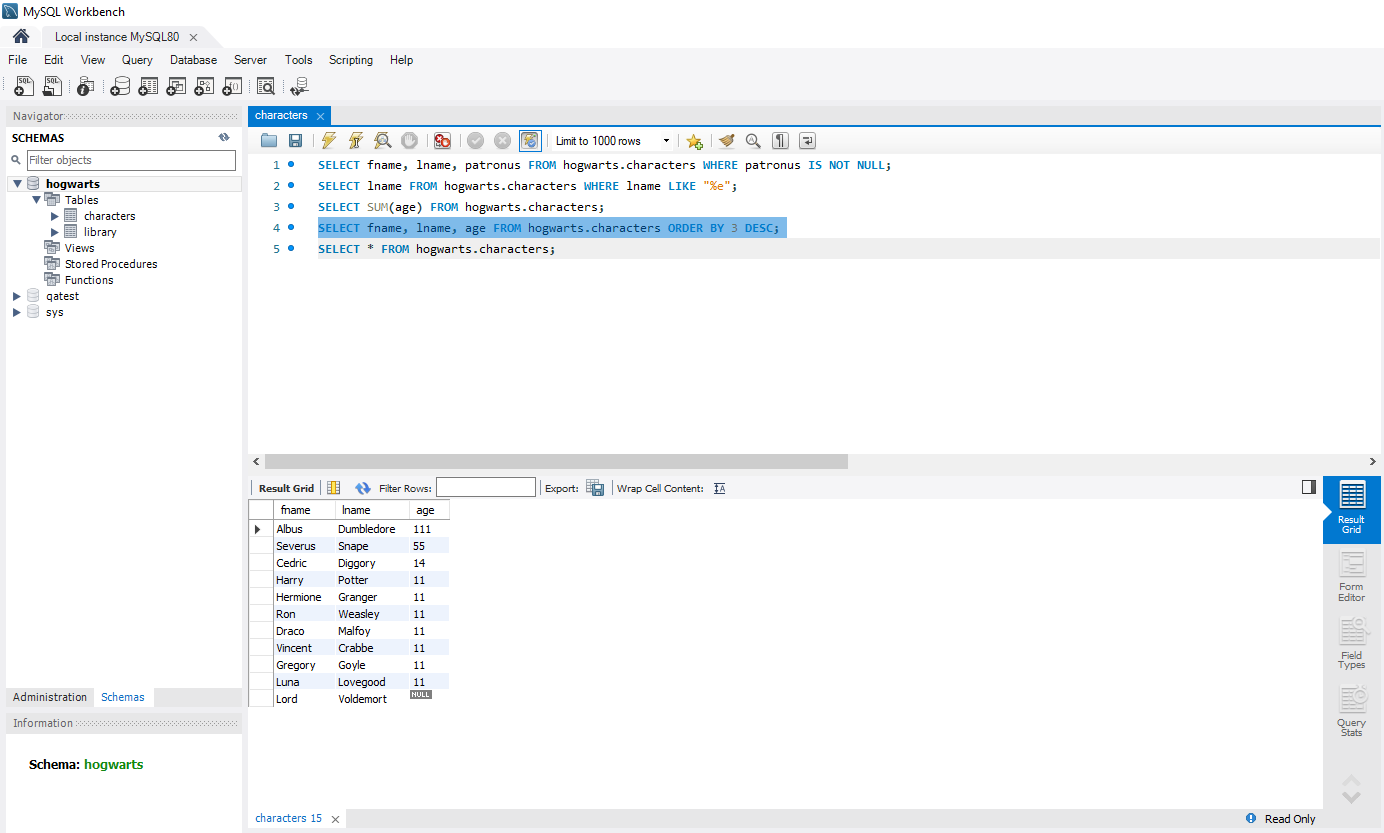 MySQL Workbench
Local instance MySQL80
File Edit View Query Database Server Tools Scripting Help
Navigator
SCHEMAS
Filter objects
hogwarts
Tables
characters
library
Views
Stored Procedures
Functions
qatest
sys
Administration Schemas
Information
Schema: hogwarts
characters
Limit to 1000 rows
1 SELECT fname, lname, patronus FROM hogwarts.characters WHERE patronus IS NOT NULL;
2 SELECT lname FROM hogwarts.characters WHERE lname LIKE "%e";
3 SELECT SUM(age) FROM hogwarts.characters;
4 SELECT fname, lname, age FROM hogwarts.characters ORDER BY 3 DESC;
5 SELECT * FROM hogwarts.characters;
Result Grid Filter Rows: Export: Wrap Cell Content:
fname lname age
Albus Dumbledore 111
Severus Snape 55
Cedric Diggory 14
Harry Potter 11
Hermione Granger 11
Ron Weasley 11
Draco Malfoy 11
Vincent Crabbe 11
Gregory Goyle 11
Luna Lovegood 11
Lord Voldemort NULL
Result
Grid
Form
Editor
Field
Types
Query
Stats
characters 15
Read Only